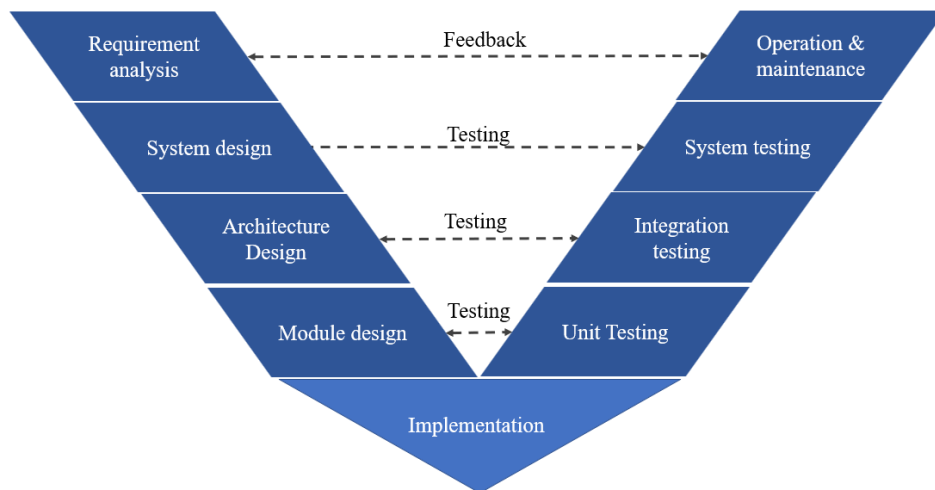 Requirement
analysis
Feedback
Operation &
maintenance
System design
Testing
System testing
Architecture
Design
Testing
Integration
testing
Module design
Testing
Unit Testing
Implementation